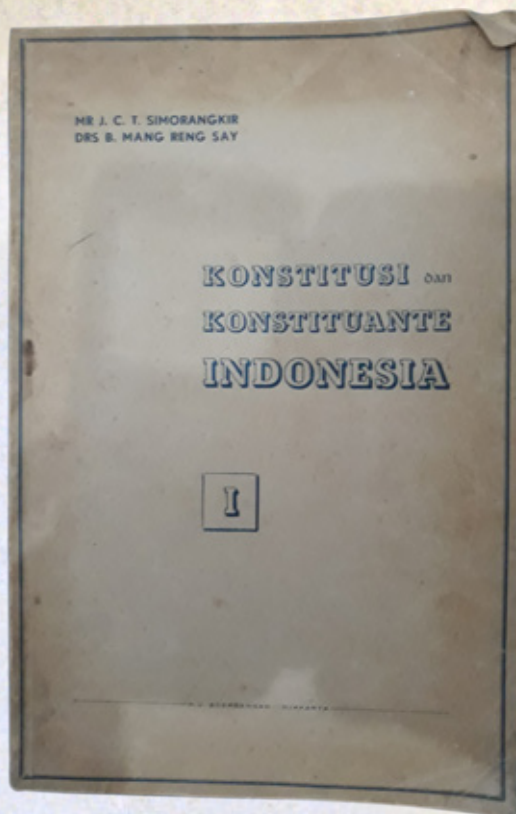 MR J. C. T. SIMORANGKIR
DRS B. MANG RENG SAY
KONSTITUSI dan
KONSTITUANTE
INDONESIA
I